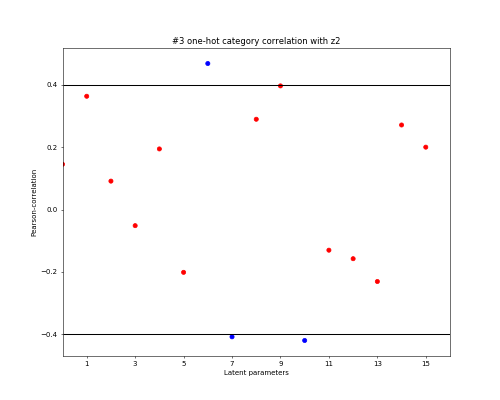 #3 one-hot category correlation with z2
0.4
0.2
0.0
−0.2
−0.4
Pearson-correlation
1 3 5 7 9 11 13 15
Latent parameters